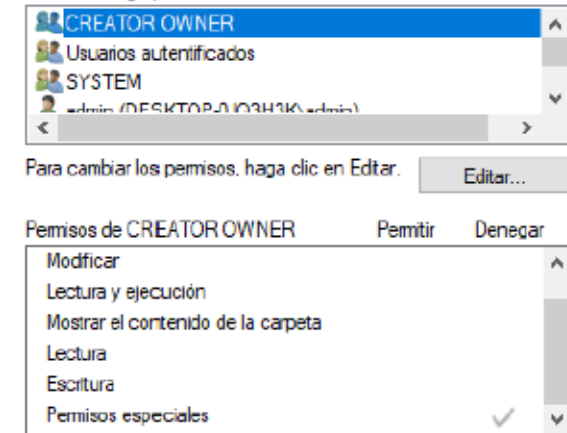 CREATOR OWNER
Usuarios autentificados
SYSTEM
admin
Para cambiar los permisos, haga clic en Editar. Editar...
Permisos de CREATOR OWNER Permitir Denegar
Modificar
Lectura y ejecución
Mostrar el contenido de la carpeta
Lectura
Escritura
Permisos especiales